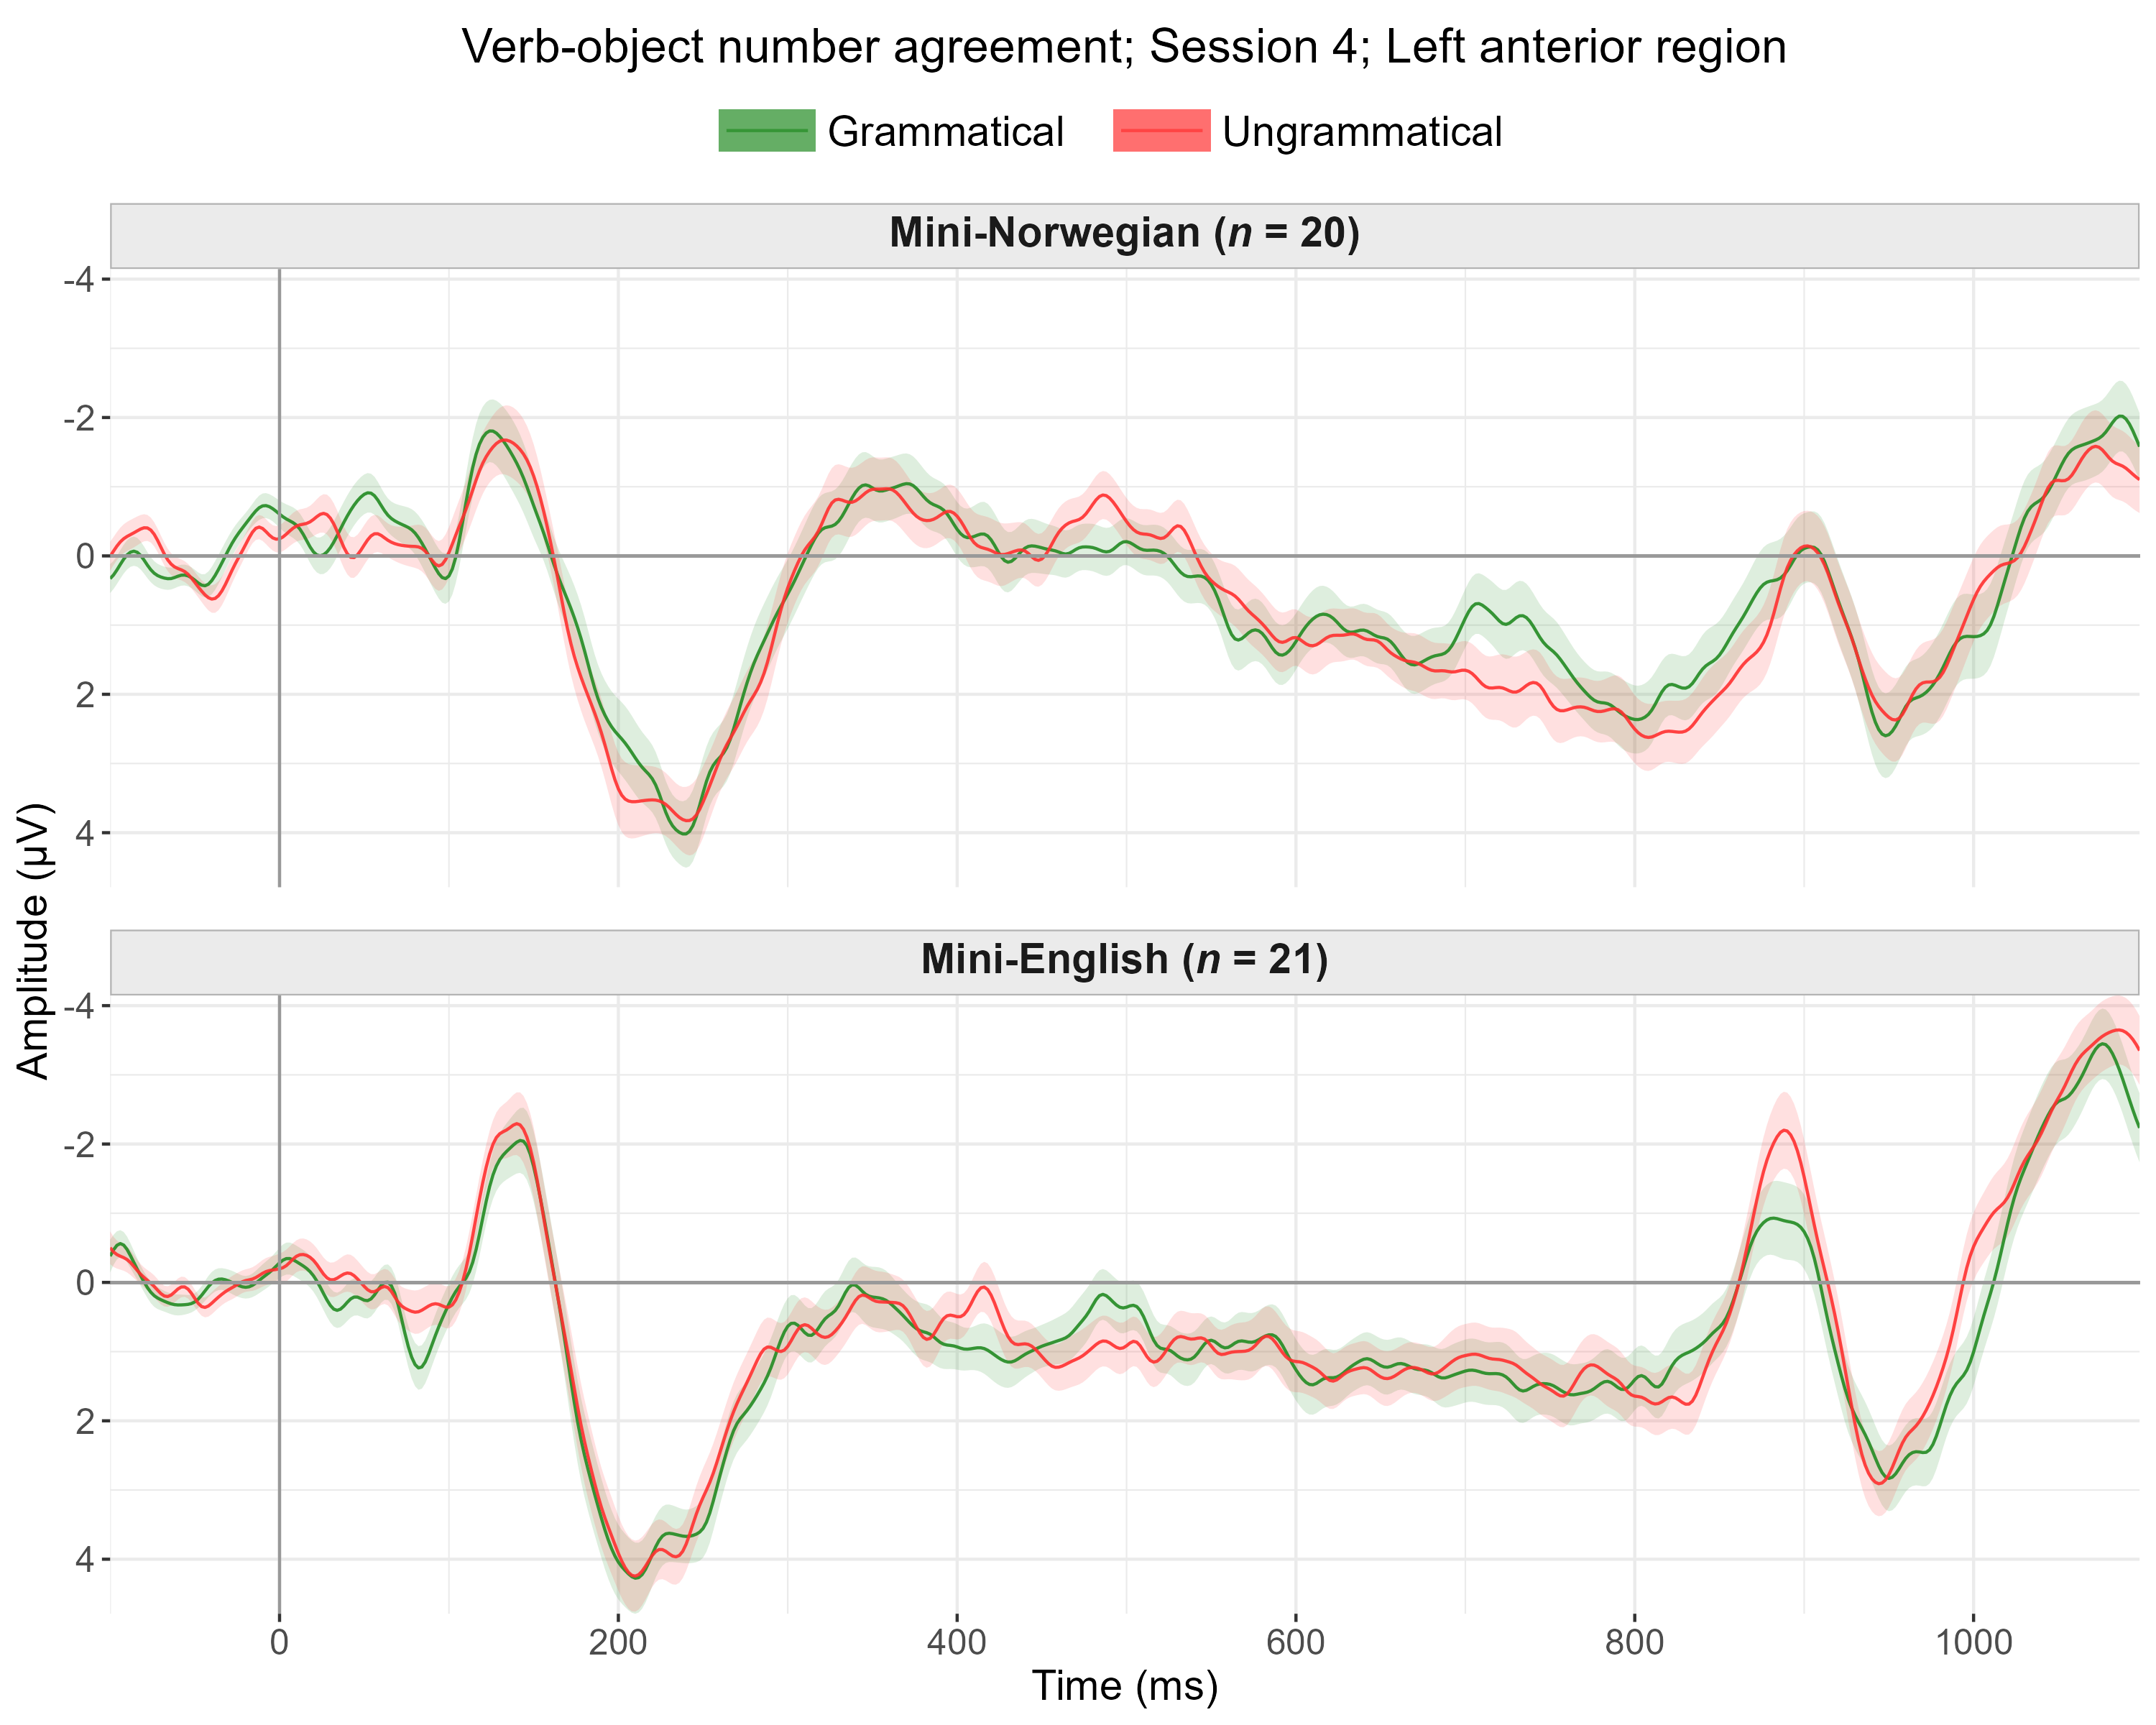 Verb-object number agreement; Session 4; Left anterior region
Grammatical Ungrammatical
Mini-Norwegian (n = 20)
-4
-2
0
2
4
Mini-English (n = 21)
-4
-2
0
2
4
Amplitude (µV)
0 200 400 600 800 1000
Time (ms)